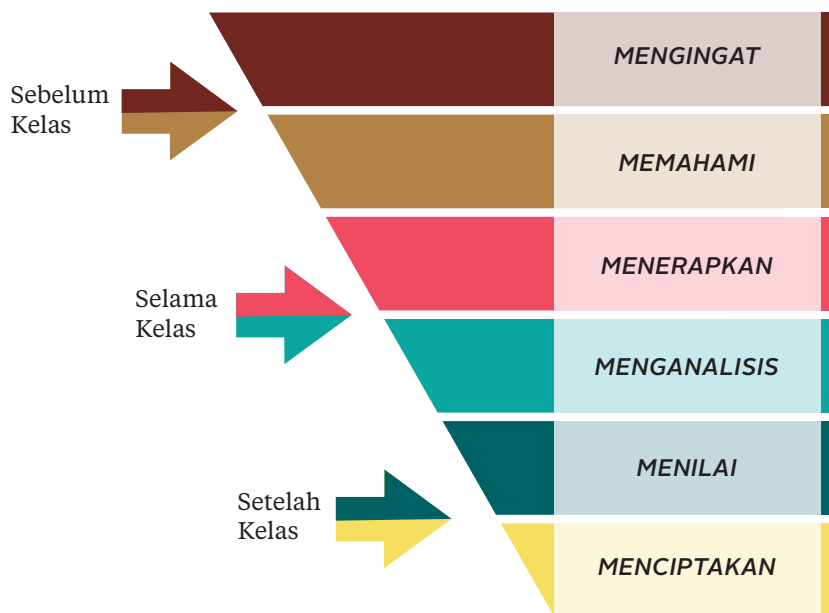 MENGINGAT
Sebelum
Kelas
MEMAHAMI
MENERAPKAN
Selama
Kelas
MENGANALISIS
MENILAI
Setelah
Kelas
MENCIPTAKAN